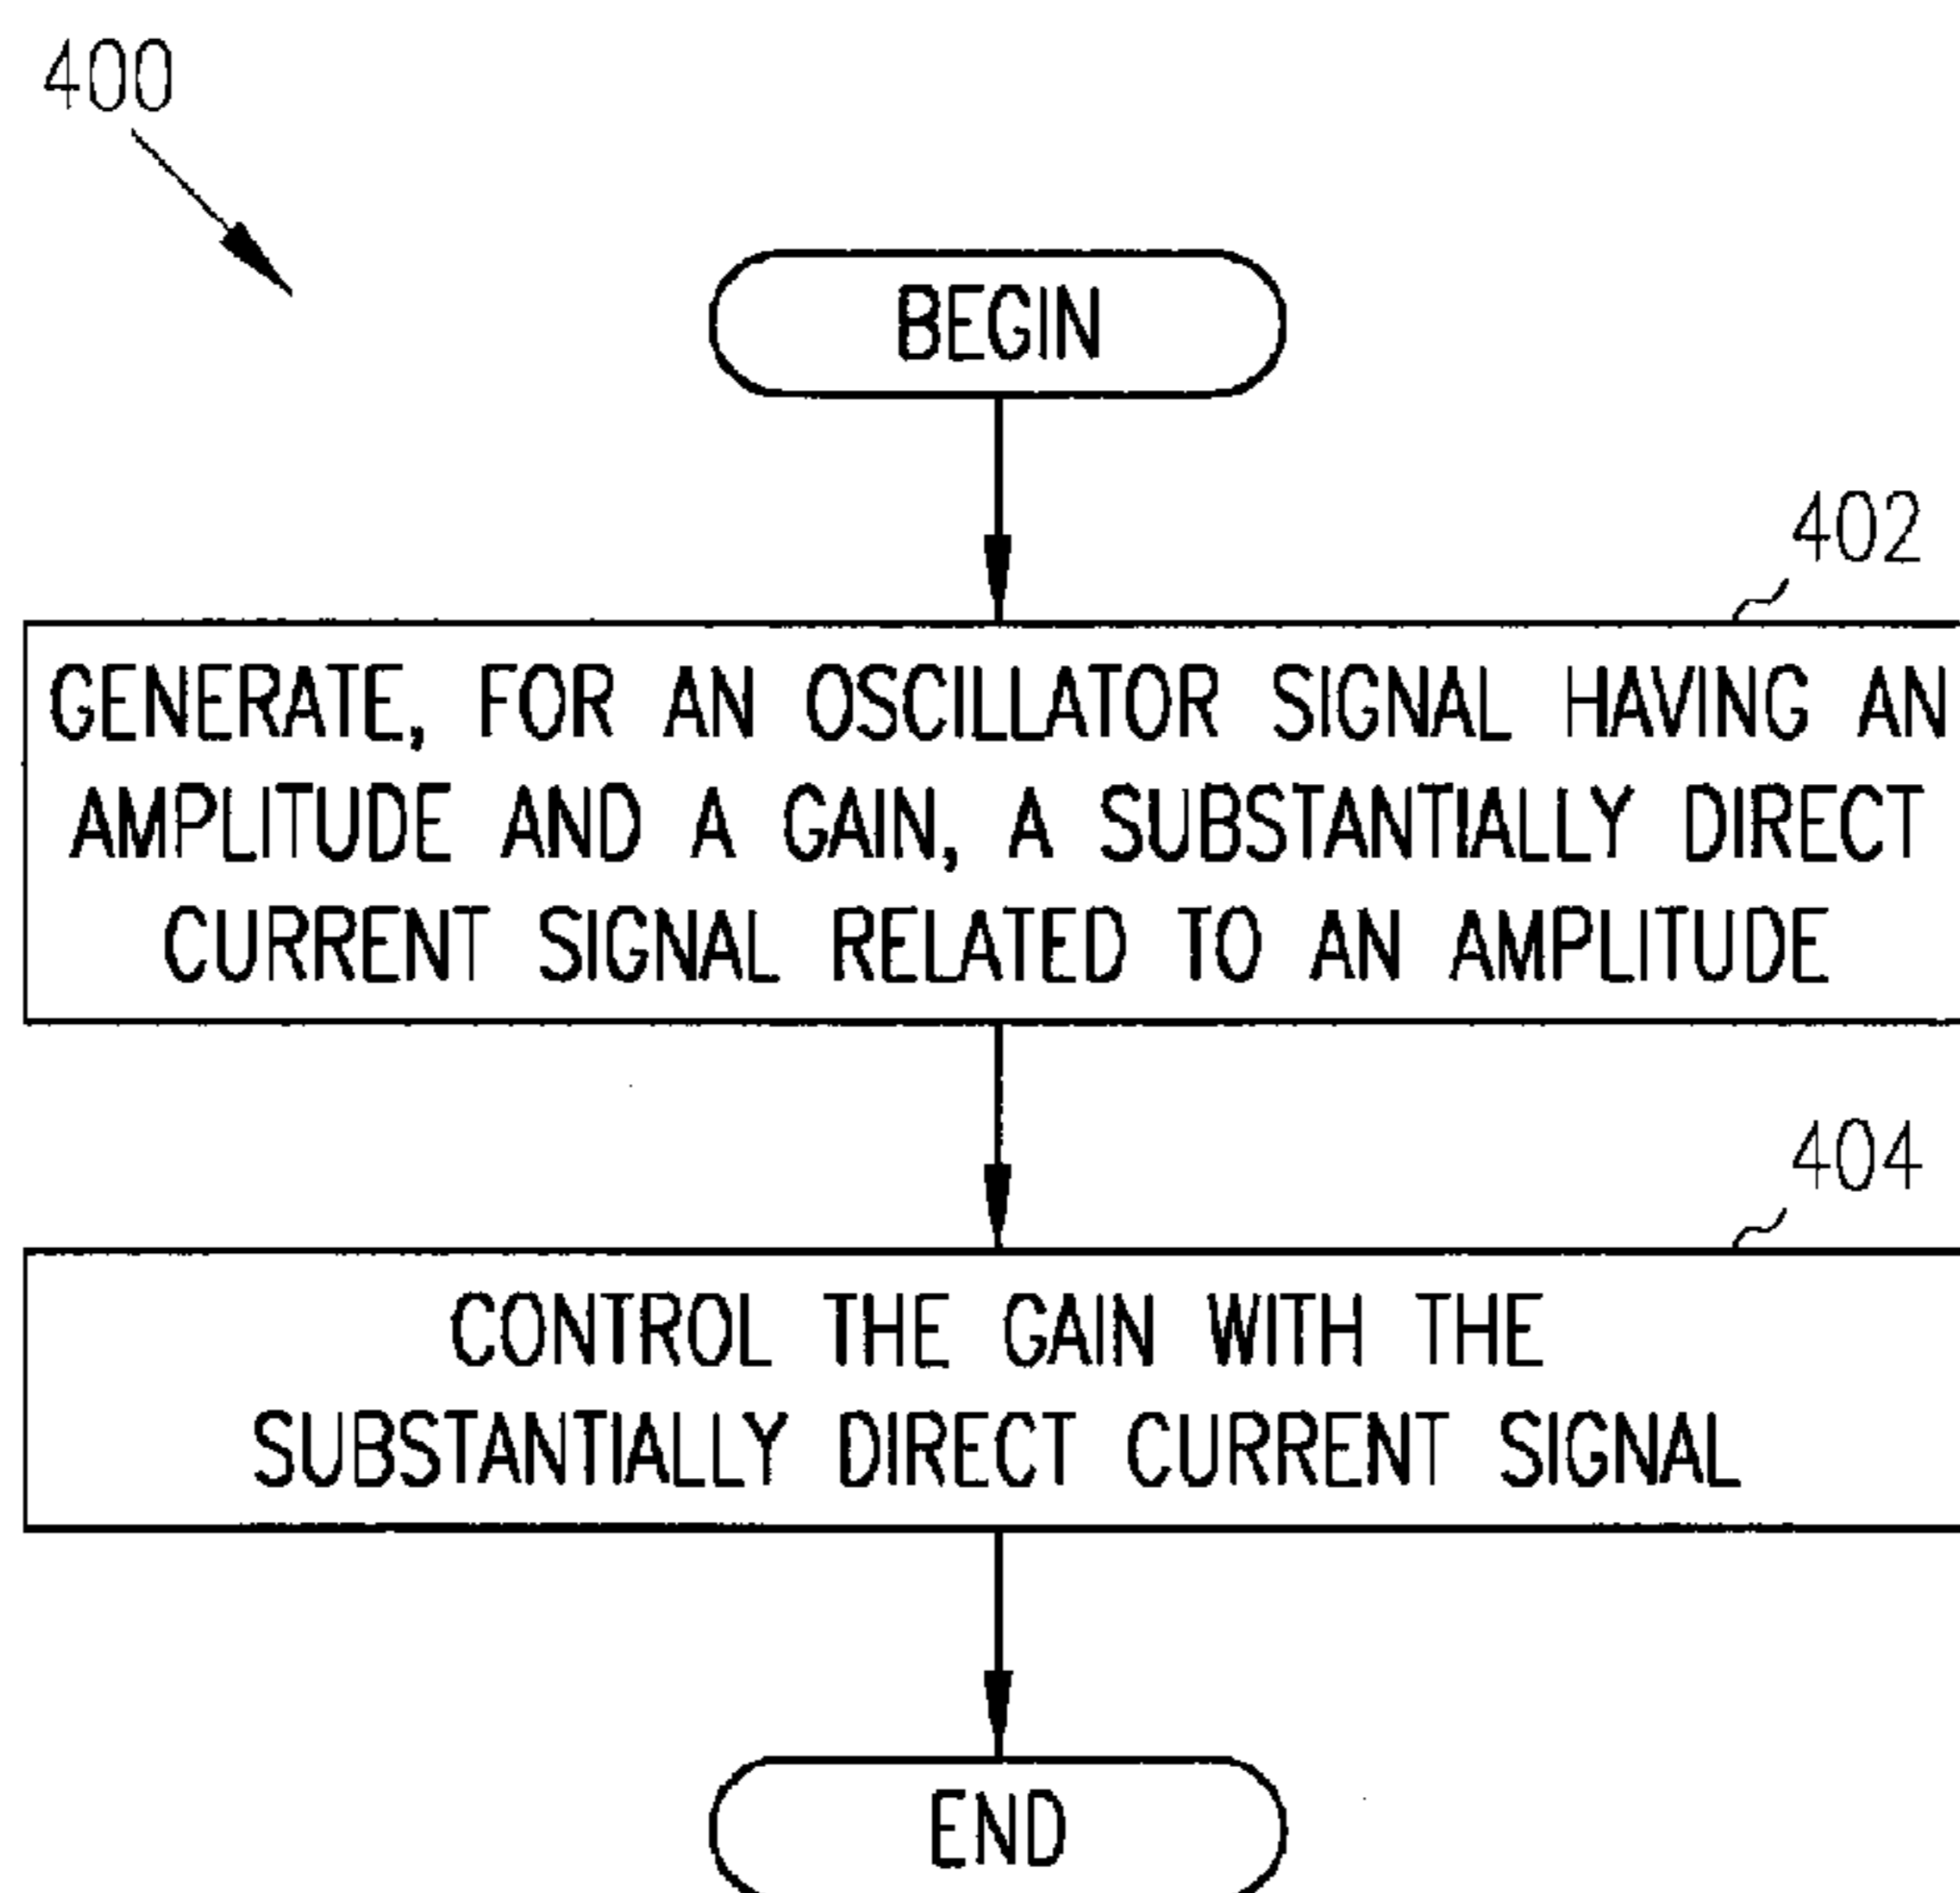 400
BEGIN
402
GENERATE, FOR AN OSCILLATOR SIGNAL HAVING AN
AMPLITUDE AND A GAIN, A SUBSTANTIALLY DIRECT
CURRENT SIGNAL RELATED TO AN AMPLITUDE
404
CONTROL THE GAIN WITH THE
SUBSTANTIALLY DIRECT CURRENT SIGNAL
END